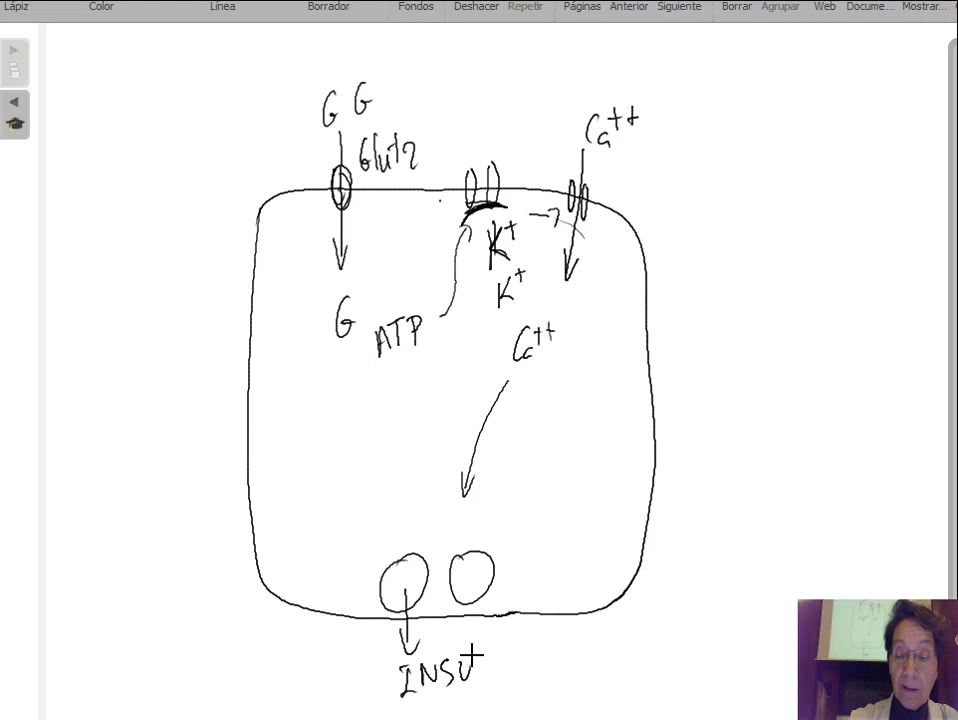 Lápiz Color Línea Borrador Fondos Deshacer Repetir Páginas Anterior Siguiente Borrar Agrupar Web Docume... Mostrar...
G G
Glut2
Ca++
K+
K+
G
ATP
Ca++
INSU